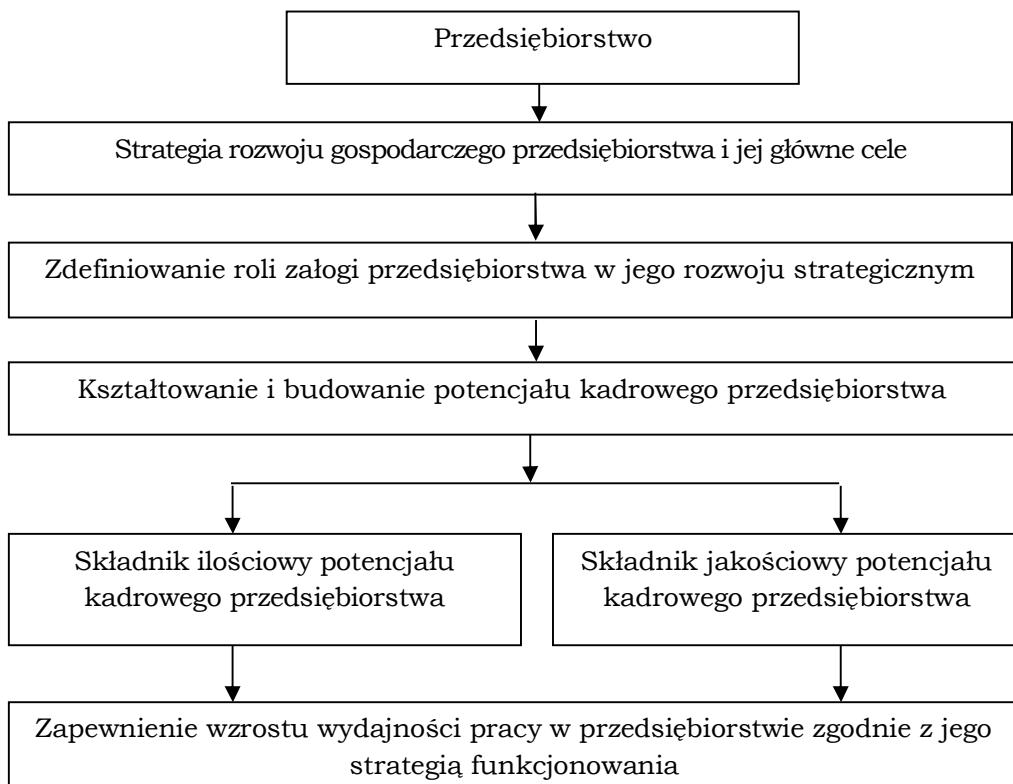 Przedsiębiorstwo
Strategia rozwoju gospodarczego przedsiębiorstwa i jej główne cele
Zdefiniowanie roli załogi przedsiębiorstwa w jego rozwoju strategicznym
Kształtowanie i budowanie potencjału kadrowego przedsiębiorstwa
Składnik ilościowy potencjału
kadrowego przedsiębiorstwa
Składnik jakościowy potencjału
kadrowego przedsiębiorstwa
Zapewnienie wzrostu wydajności pracy w przedsiębiorstwie zgodnie z jego
strategią funkcjonowania